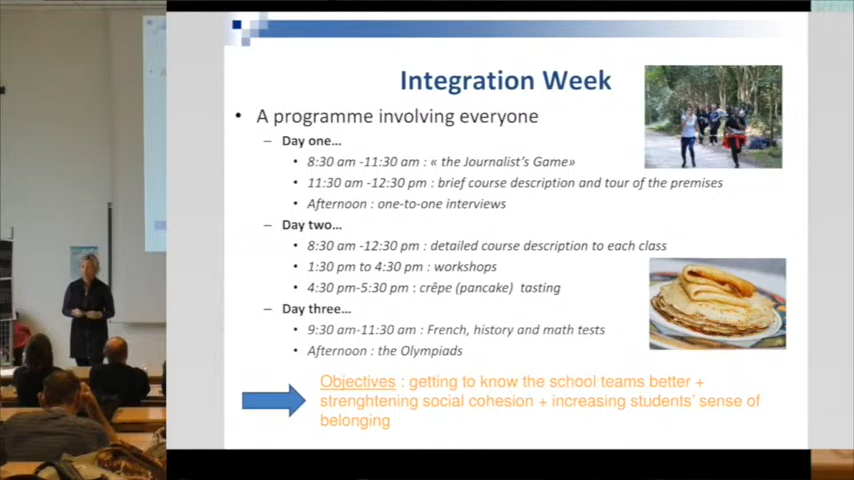 Integration Week
• A programme involving everyone
– Day one…
• 8:30 am -11:30 am : « the Journalist's Game»
• 11:30 am -12:30 pm : brief course description and tour of the premises
• Afternoon : one-to-one interviews
– Day two…
• 8:30 am -12:30 pm : detailed course description to each class
• 1:30 pm to 4:30 pm : workshops
• 4:30 pm-5:30 pm : crêpe (pancake) tasting
– Day three…
• 9:30 am-11:30 am : French, history and math tests
• Afternoon : the Olympiads
Objectives : getting to know the school teams better +
strenghtening social cohesion + increasing students' sense of
belonging